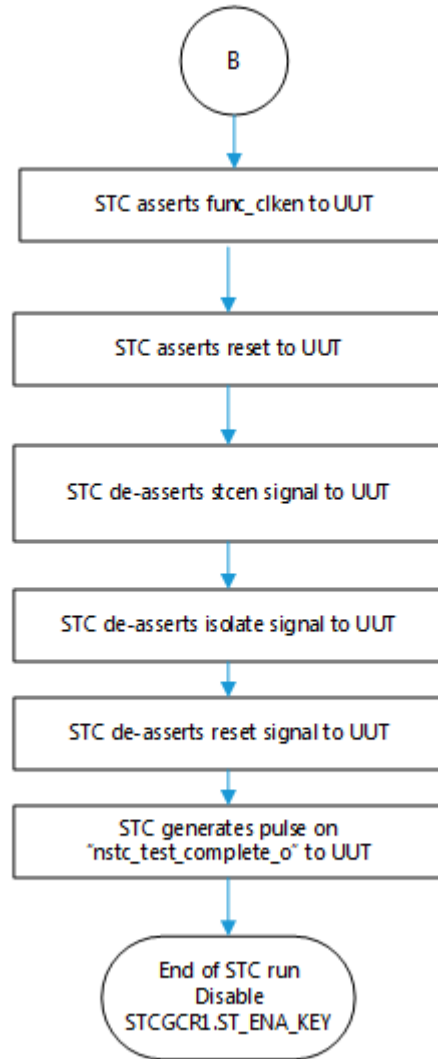 B
STC asserts func_clken to UUT
STC asserts reset to UUT
STC de-asserts stcen signal to UUT
STC de-asserts isolate signal to UUT
STC de-asserts reset signal to UUT
STC generates pulse on
"nstc_test_complete_o" to UUT
End of STC run
Disable
STCGCR1.ST_ENA_KEY